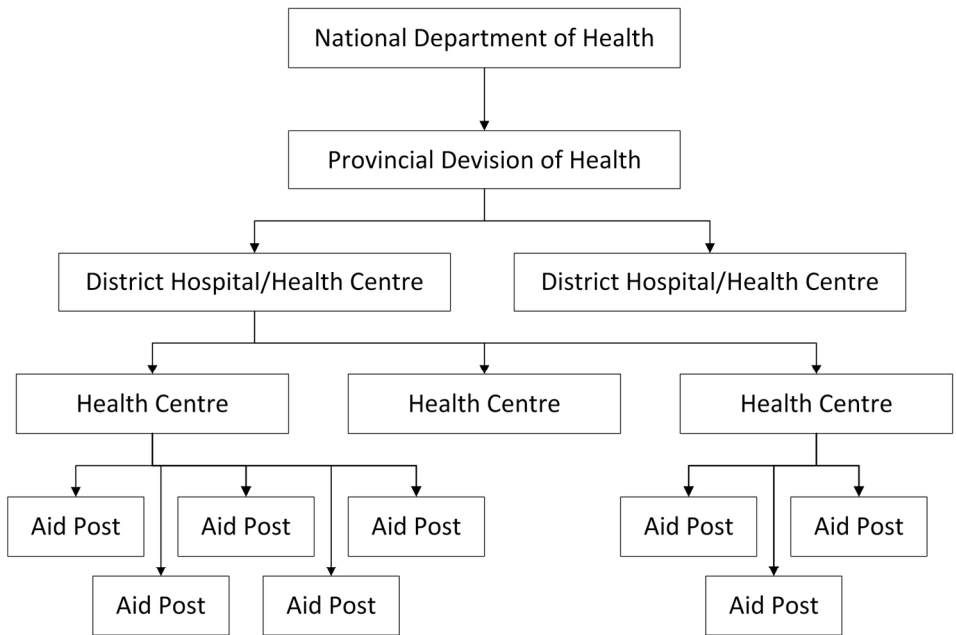 National Department of Health
Provincial Devision of Health
District Hospital/Health Centre
District Hospital/Health Centre
Health Centre
Health Centre
Health Centre
Aid Post
Aid Post
Aid Post
Aid Post
Aid Post
Aid Post
Aid Post
Aid Post